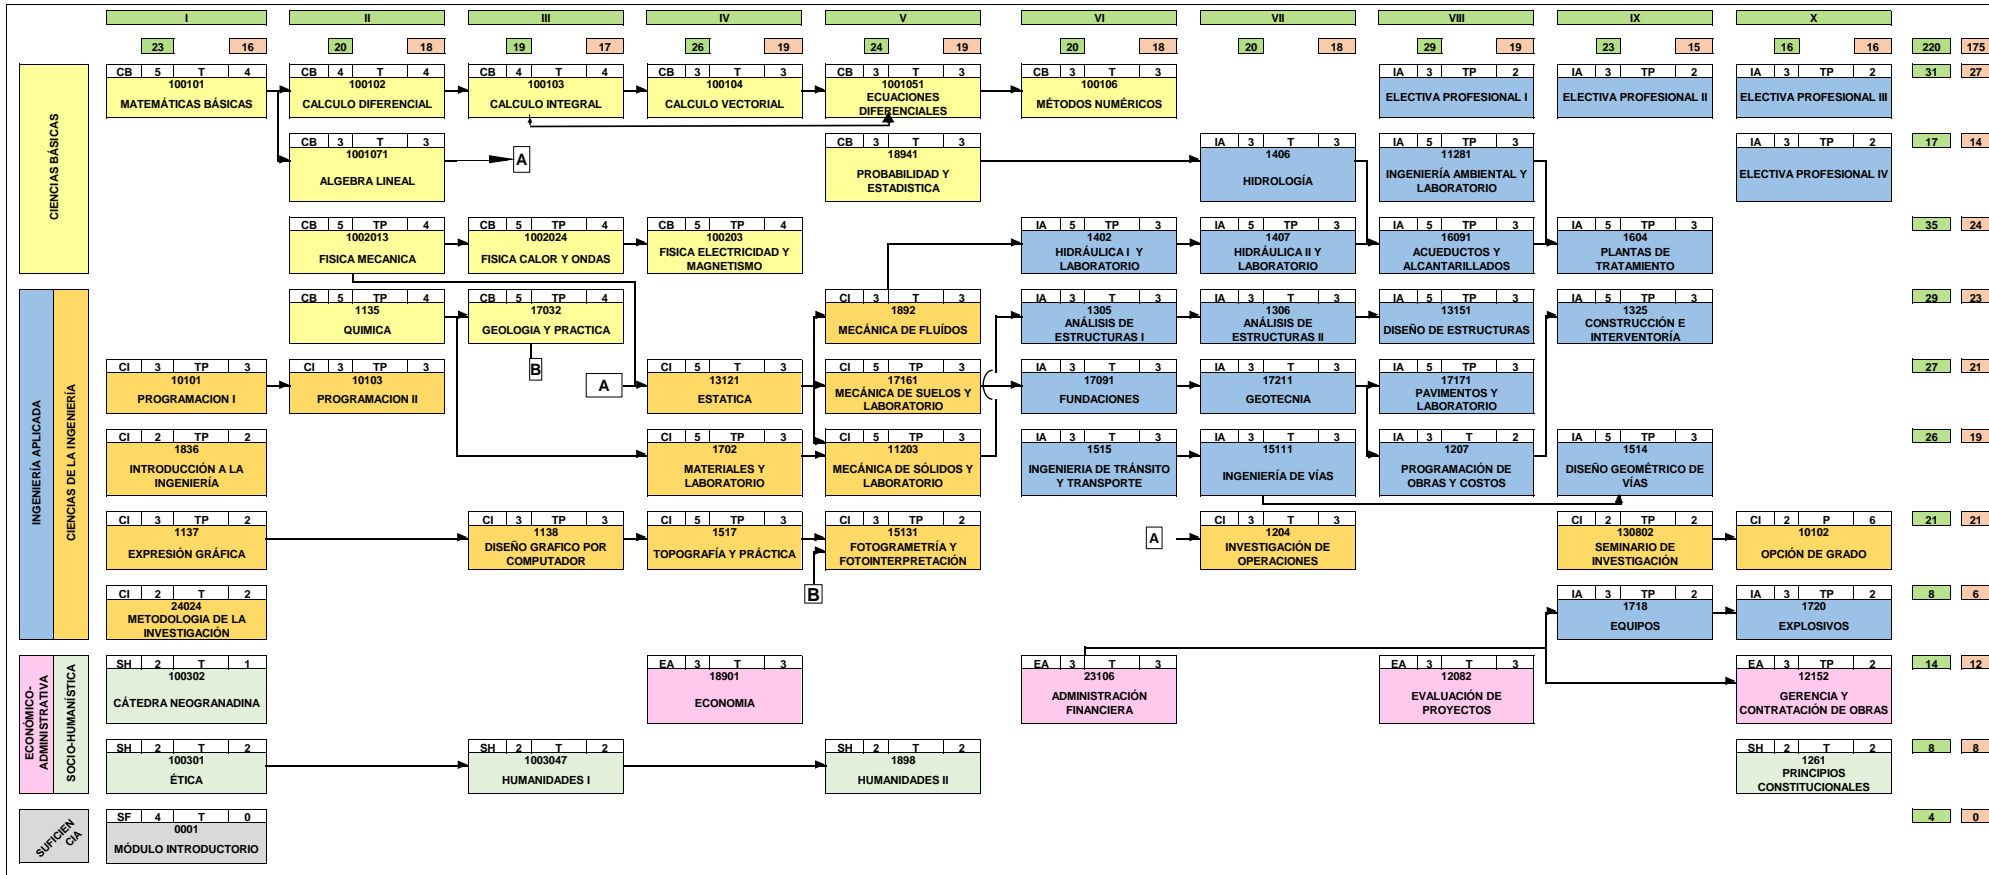 I II III IV V VI VII VIII IX X
23 16 20 18 19 17 26 19 24 19 20 18 20 18 29 19 23 15 16 16 220 175
CIENCIAS BÁSICAS
CB 5 T 4
100101
MATEMÁTICAS BÁSICAS
CB 4 T 4
100102
CALCULO DIFERENCIAL
CB 4 T 4
100103
CALCULO INTEGRAL
CB 3 T 3
100104
CALCULO VECTORIAL
CB 3 T 3
1001051
ECUACIONES
DIFERENCIALES
CB 3 T 3
100106
MÉTODOS NUMÉRICOS
IA 3 TP 2
ELECTIVA PROFESIONAL I
IA 3 TP 2
ELECTIVA PROFESIONAL II
IA 3 TP 2
ELECTIVA PROFESIONAL III
31 27
CB 3 T 3
1001071
ALGEBRA LINEAL
A
CB 3 T 3
18941
PROBABILIDAD Y
ESTADISTICA
IA 3 T 3
1406
HIDROLOGÍA
IA 5 TP 3
11281
INGENIERÍA AMBIENTAL Y
LABORATORIO
IA 3 TP 2
ELECTIVA PROFESIONAL IV
17 14
CB 5 TP 4
1002013
FISICA MECANICA
CB 5 TP 4
1002024
FISICA CALOR Y ONDAS
CB 5 TP 4
100203
FISICA ELECTRICIDAD Y
MAGNETISMO
IA 5 TP 3
1402
HIDRÁULICA I Y
LABORATORIO
IA 5 TP 3
1407
HIDRÁULICA II Y
LABORATORIO
IA 5 TP 3
16091
ACUEDUCTOS Y
ALCANTARILLADOS
IA 5 TP 3
1604
PLANTAS DE
TRATAMIENTO
35 24
INGENIERÍA APLICADA
CIENCIAS DE LA INGENIERÍA
CB 5 TP 4
1135
QUIMICA
CB 5 TP 4
17032
GEOLOGIA Y PRACTICA
B
CI 3 T 3
1892
MECÁNICA DE FLUÍDOS
IA 3 T 3
1305
ANÁLISIS DE
ESTRUCTURAS I
IA 3 T 3
1306
ANÁLISIS DE
ESTRUCTURAS II
IA 5 TP 3
13151
DISEÑO DE ESTRUCTURAS
IA 5 TP 3
1325
CONSTRUCCIÓN E
INTERVENTORÍA
29 23
CI 3 TP 3
10101
PROGRAMACION I
CI 3 TP 3
10103
PROGRAMACION II
A
CI 5 T 3
13121
ESTATICA
CI 5 TP 3
17161
MECÁNICA DE SUELOS Y
LABORATORIO
IA 3 T 3
17091
FUNDACIONES
IA 3 T 3
17211
GEOTECNIA
IA 5 TP 3
17171
PAVIMENTOS Y
LABORATORIO
27 21
CI 2 TP 2
1836
INTRODUCCIÓN A LA
INGENIERÍA
CI 5 TP 3
1702
MATERIALES Y
LABORATORIO
CI 5 TP 3
11203
MECÁNICA DE SÓLIDOS Y
LABORATORIO
IA 3 T 3
1515
INGENIERIA DE TRÁNSITO
Y TRANSPORTE
IA 3 T 3
15111
INGENIERÍA DE VÍAS
IA 3 T 2
1207
PROGRAMACIÓN DE
OBRAS Y COSTOS
IA 5 TP 3
1514
DISEÑO GEOMÉTRICO DE
VÍAS
26 19
CI 3 TP 2
1137
EXPRESIÓN GRÁFICA
CI 3 TP 3
1138
DISEÑO GRAFICO POR
COMPUTADOR
CI 5 TP 3
1517
TOPOGRAFÍA Y PRÁCTICA
CI 3 TP 2
15131
FOTOGRAMETRÍA Y
FOTOINTERPRETACIÓN
B
A
CI 3 T 3
1204
INVESTIGACIÓN DE
OPERACIONES
CI 2 TP 2
130802
SEMINARIO DE
INVESTIGACIÓN
CI 2 P 6
10102
OPCIÓN DE GRADO
21 21
CI 2 T 2
24024
METODOLOGIA DE LA
INVESTIGACIÓN
IA 3 TP 2
1718
EQUIPOS
IA 3 TP 2
1720
EXPLOSIVOS
8 6
ECONÓMICO-
ADMINISTRATIVA
SOCIO-HUMANÍSTICA
SH 2 T 1
100302
CÁTEDRA NEOGRANADINA
EA 3 T 3
18901
ECONOMIA
EA 3 T 3
23106
ADMINISTRACIÓN
FINANCIERA
EA 3 T 3
12082
EVALUACIÓN DE
PROYECTOS
EA 3 TP 2
12152
GERENCIA Y
CONTRATACIÓN DE OBRAS
14 12
SH 2 T 2
100301
ÉTICA
SH 2 T 2
1003047
HUMANIDADES I
SH 2 T 2
1898
HUMANIDADES II
SH 2 T 2
1261
PRINCIPIOS
CONSTITUCIONALES
8 8
SUFICIEN
CIA
SF 4 T 0
0001
MÓDULO INTRODUCTORIO
4 0